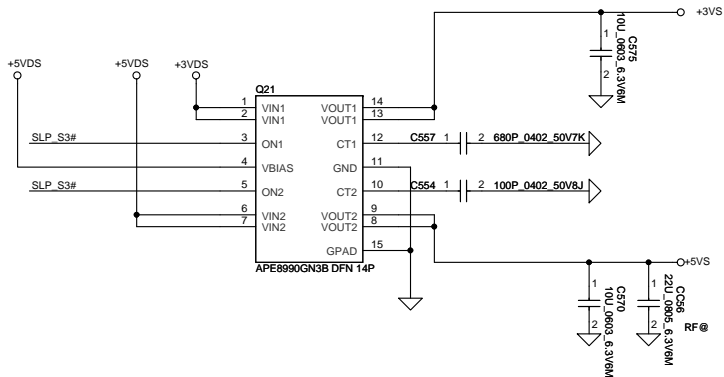 +3VS
C575
10U_0603_6.3V6M
1
2
+5VDS
+5VDS
+3VDS
Q21
1 VIN1 VOUT1 14
2 VIN1 VOUT1 13
SLP_S3# 3 ON1 CT1 12 C557 1 2 680P_0402_50V7K
4 VBIAS GND 11
SLP_S3# 5 ON2 CT2 10 C554 1 2 100P_0402_50V8J
6 VIN2 VOUT2 9
7 VIN2 VOUT2 8
GPAD 15
APE8990GN3B DFN 14P
+5VS
1
2
C570
10U_0603_6.3V6M
1
2
CC56
22U_0805_6.3V6M
RF@